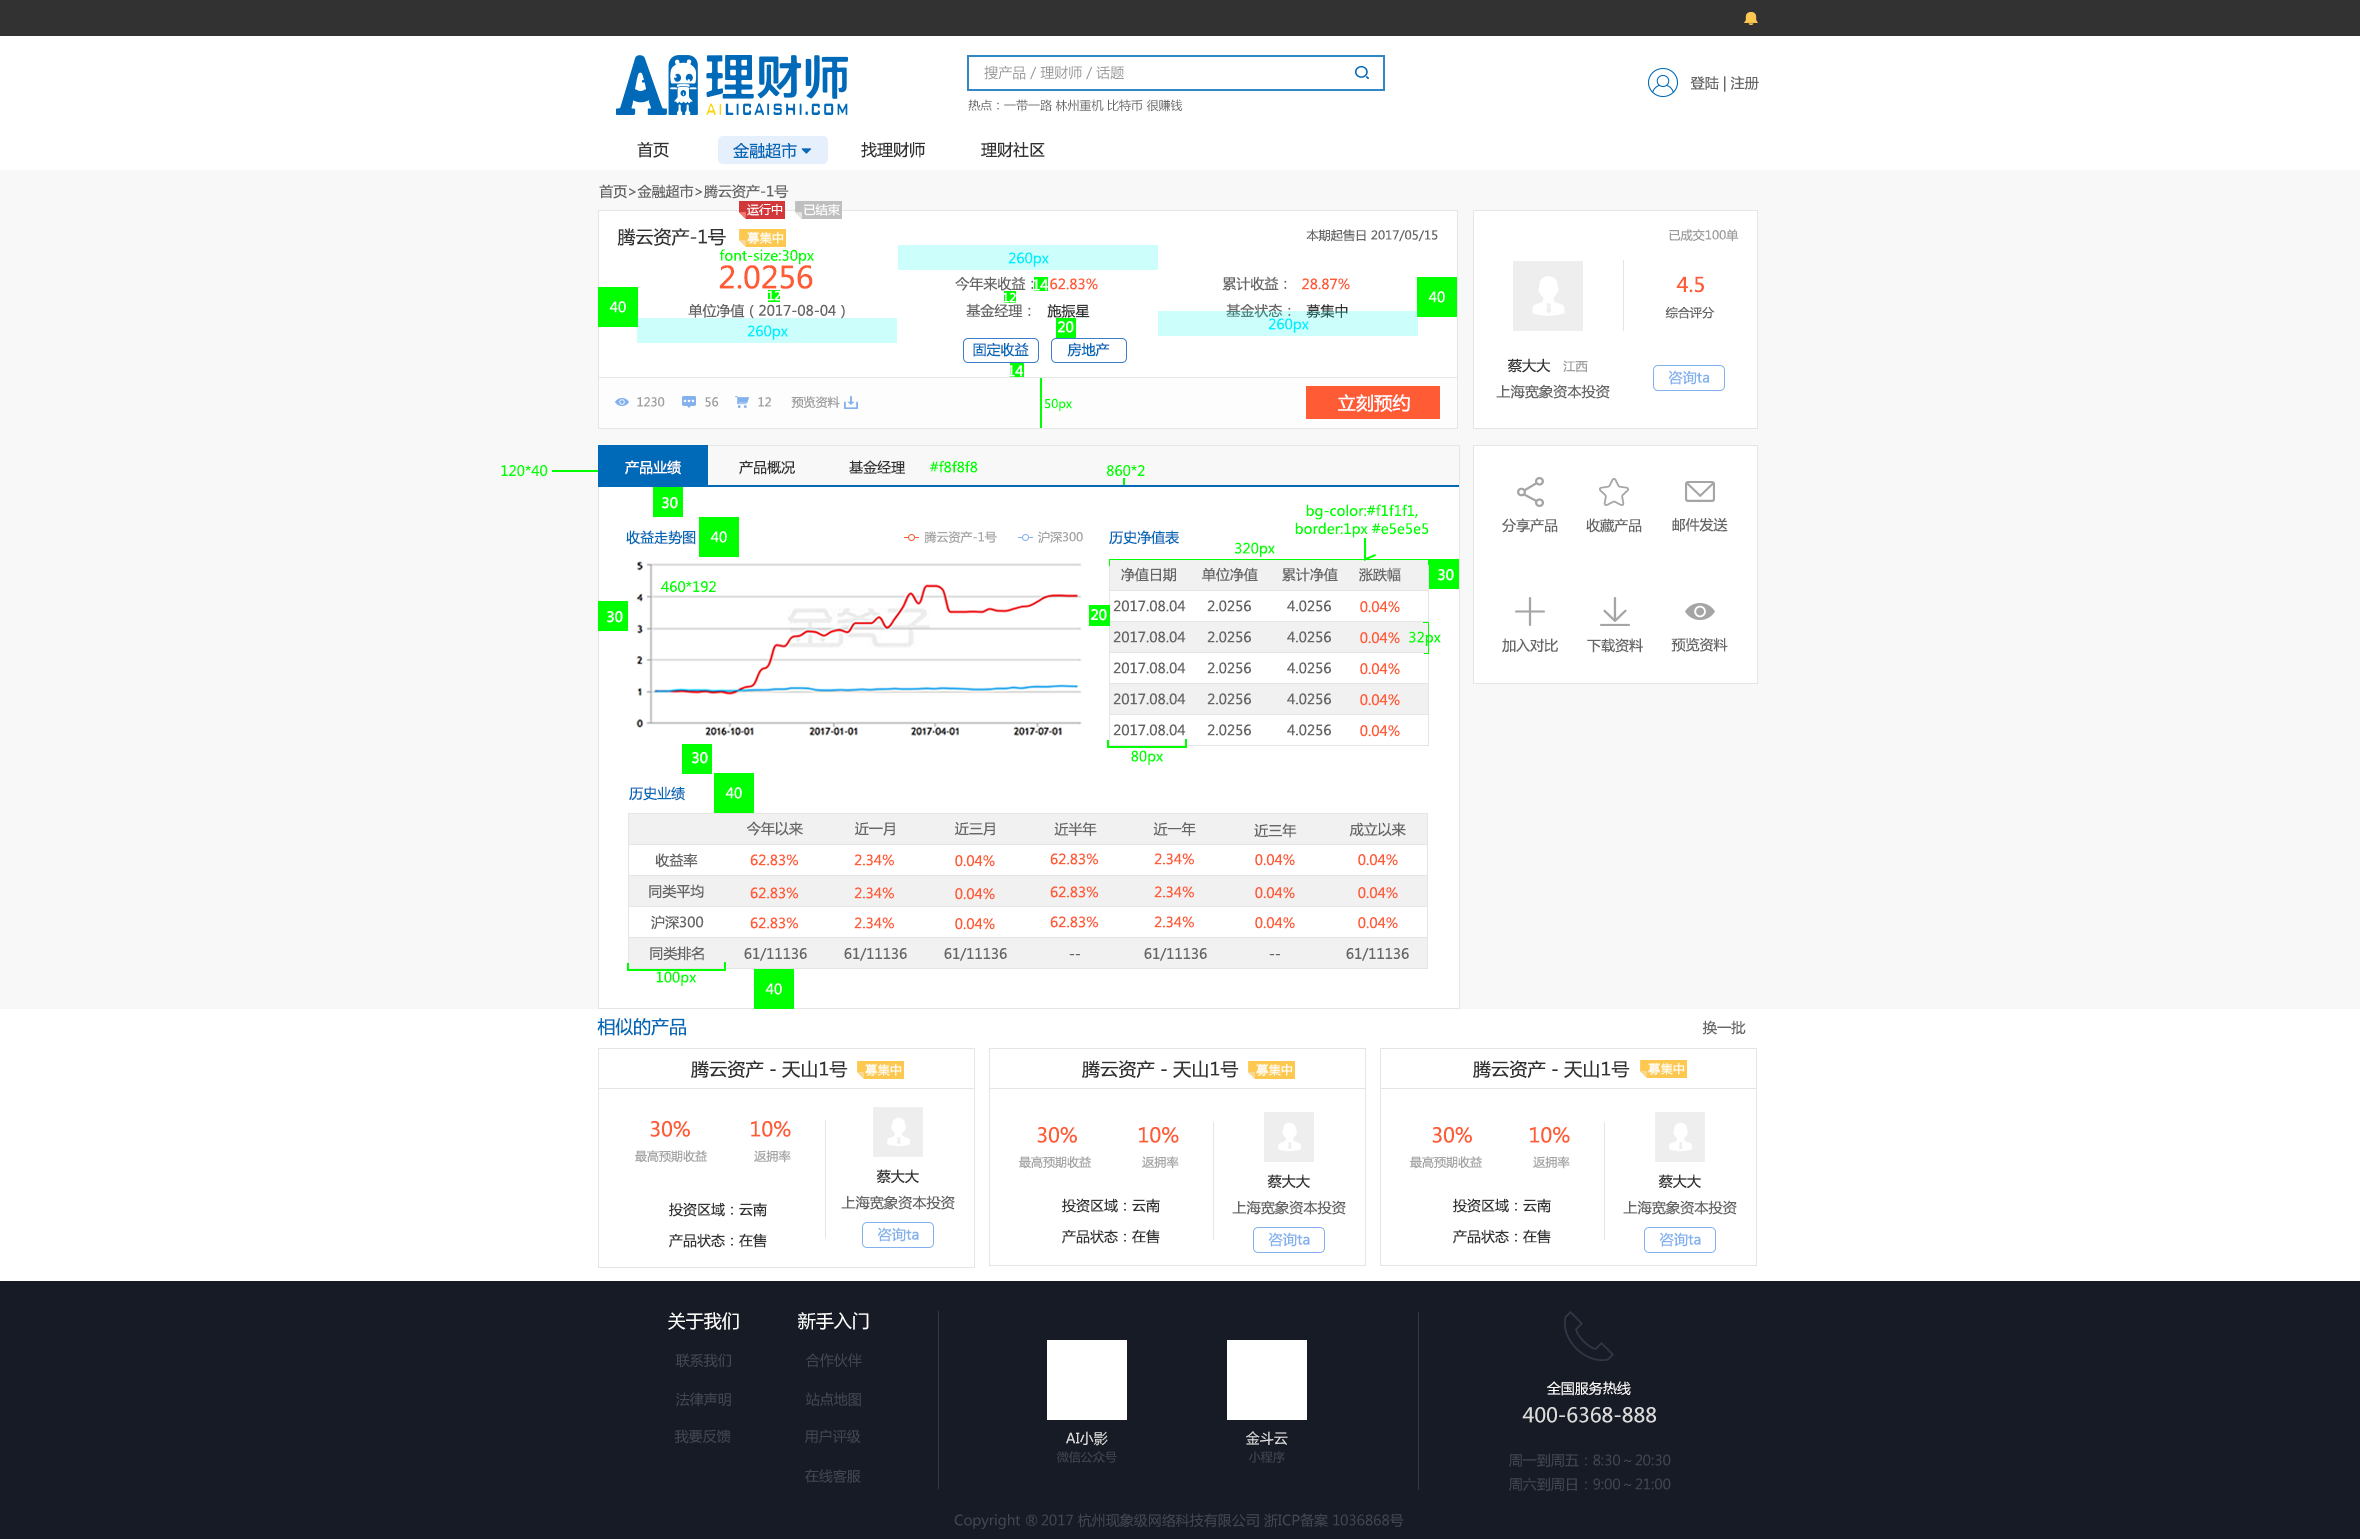 AI理财师
AILICAISHI.COM
搜产品 / 理财师 / 话题
热点：一带一路 林州重机 比特币 很赚钱
登陆 | 注册
首页 金融超市 找理财师 理财社区
首页>金融超市>腾云资产-1号
运行中 已结束
腾云资产-1号 募集中
本期起售日 2017/05/15
font-size:30px
2.0256
12
单位净值（2017-08-04）
260px
40
260px
今年来收益： 14 62.83%
12
基金经理： 施振星
20
固定收益 房地产
14
累计收益： 28.87%
基金状态： 募集中
260px
40
1230 56 12 预览资料
50px
立刻预约
已成交100单
4.5
综合评分
蔡大大 江西
上海宽象资本投资
咨询ta
120*40
产品业绩 产品概况 基金经理 #f8f8f8
860*2
30
收益走势图 40
腾云资产-1号 沪深300
460*192
30
金斧子
5
4
3
2
1
0
2016-10-01 2017-01-01 2017-04-01 2017-07-01
30
bg-color:#f1f1f1,
border:1px #e5e5e5
历史净值表
320px
30
20
净值日期 单位净值 累计净值 涨跌幅
2017.08.04 2.0256 4.0256 0.04%
2017.08.04 2.0256 4.0256 0.04% 32px
2017.08.04 2.0256 4.0256 0.04%
2017.08.04 2.0256 4.0256 0.04%
2017.08.04 2.0256 4.0256 0.04%
80px
分享产品 收藏产品 邮件发送
加入对比 下载资料 预览资料
历史业绩 40
今年以来 近一月 近三月 近半年 近一年 近三年 成立以来
收益率 62.83% 2.34% 0.04% 62.83% 2.34% 0.04% 0.04%
同类平均 62.83% 2.34% 0.04% 62.83% 2.34% 0.04% 0.04%
沪深300 62.83% 2.34% 0.04% 62.83% 2.34% 0.04% 0.04%
同类排名 61/11136 61/11136 61/11136 -- 61/11136 -- 61/11136
100px
40
相似的产品
换一批
腾云资产 - 天山1号 募集中
30% 10%
最高预期收益 返拥率
投资区域：云南
产品状态：在售
蔡大大
上海宽象资本投资
咨询ta
腾云资产 - 天山1号 募集中
30% 10%
最高预期收益 返拥率
投资区域：云南
产品状态：在售
蔡大大
上海宽象资本投资
咨询ta
腾云资产 - 天山1号 募集中
30% 10%
最高预期收益 返拥率
投资区域：云南
产品状态：在售
蔡大大
上海宽象资本投资
咨询ta
关于我们
联系我们
法律声明
我要反馈
新手入门
合作伙伴
站点地图
用户评级
在线客服
AI小影
微信公众号
金斗云
小程序
全国服务热线
400-6368-888
周一到周五：8:30～20:30
周六到周日：9:00～21:00
Copyright ® 2017 杭州现象级网络科技有限公司 浙ICP备案 1036868号